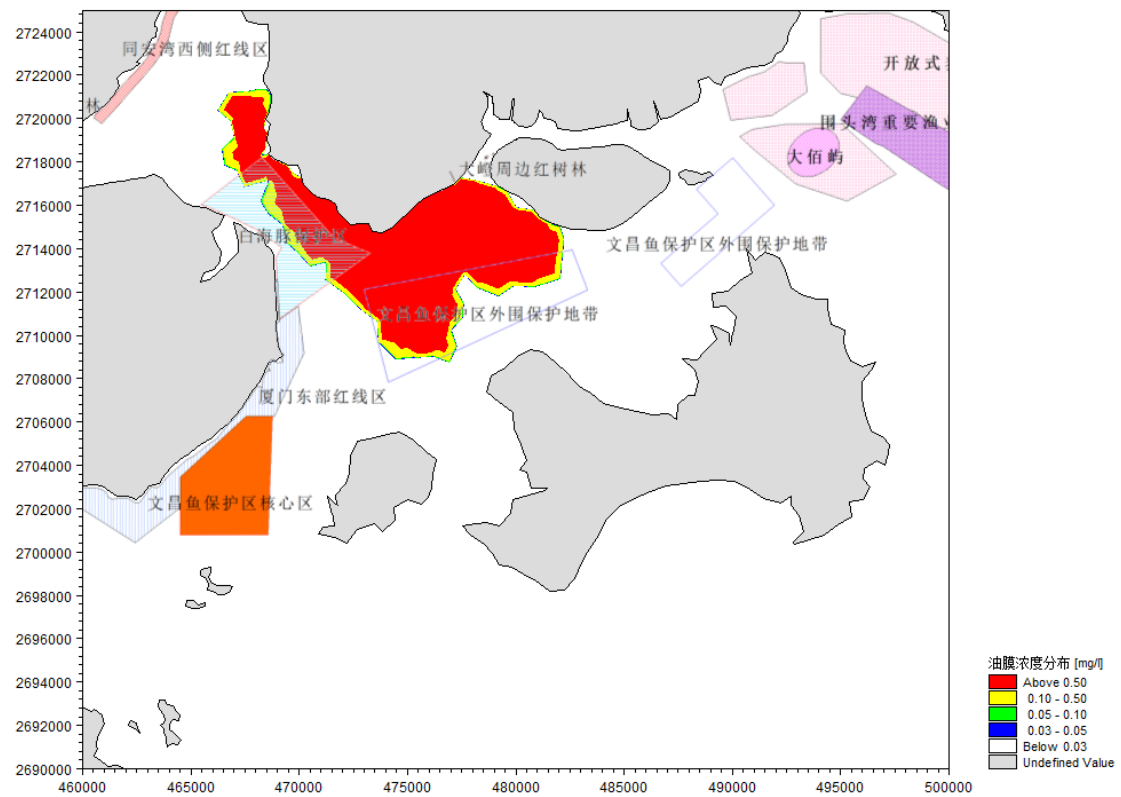 2724000
2722000
2720000
2718000
2716000
2714000
2712000
2710000
2708000
2706000
2704000
2702000
2700000
2698000
2696000
2694000
2692000
2690000
460000 465000 470000 475000 480000 485000 490000 495000 500000
同安湾西侧红线区
林
开放式
围头湾重要渔
大佰屿
大嶝周边红树林
白海豚保护区
文昌鱼保护区外围保护地带
文昌鱼保护区外围保护地带
厦门东部红线区
文昌鱼保护区核心区
油膜浓度分布 [mg/l]
Above 0.50
0.10 - 0.50
0.05 - 0.10
0.03 - 0.05
Below 0.03
Undefined Value